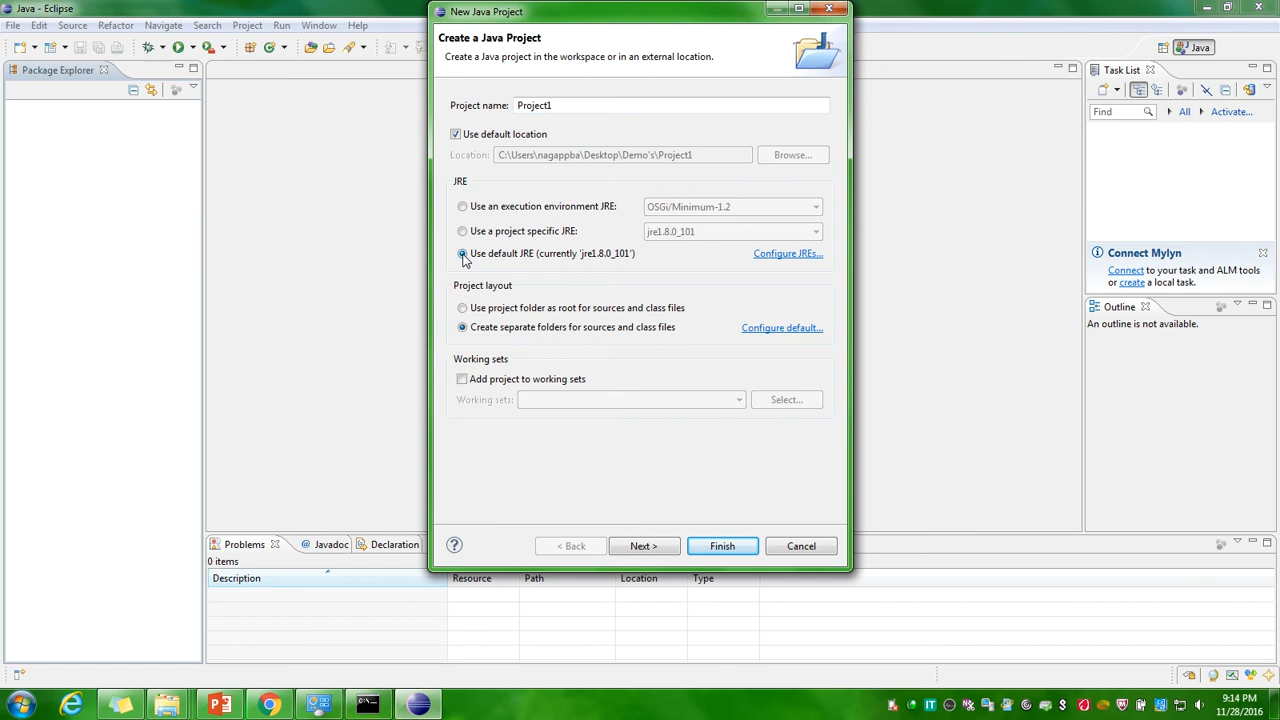 Java - Eclipse
File Edit Source Refactor Navigate Search Project Run Window Help
Java
Package Explorer
New Java Project
Create a Java Project
Create a Java project in the workspace or in an external location.
Project name: Project1
Use default location
Location: C:\Users\nagappba\Desktop\Demo's\Project1 Browse...
JRE
Use an execution environment JRE: OSGi/Minimum-1.2
Use a project specific JRE: jre1.8.0_101
Use default JRE (currently 'jre1.8.0_101') Configure JREs...
Project layout
Use project folder as root for sources and class files
Create separate folders for sources and class files Configure default...
Working sets
Add project to working sets
Working sets: Select...
? < Back Next > Finish Cancel
Task List
Find All Activate...
Connect Mylyn
Connect to your task and ALM tools
or create a local task.
Outline
An outline is not available.
Problems @ Javadoc Declaration
0 items
Description Resource Path Location Type
9:14 PM
11/28/2016